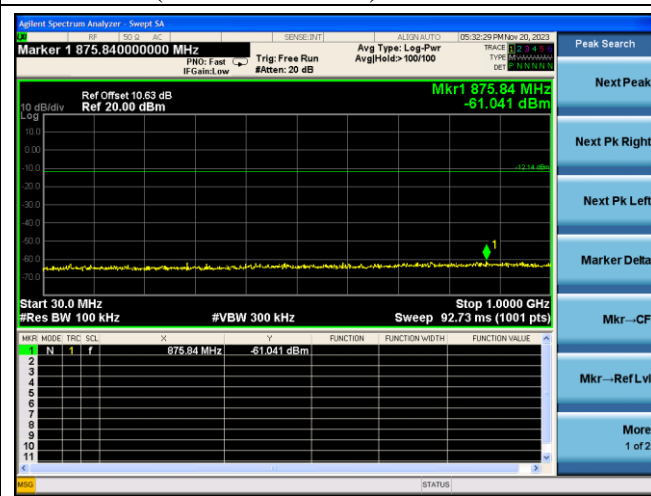 Agilent Spectrum Analyzer - Swept SA
RF 50 Ω AC SENSE:INT ALIGN AUTO 05:32:29 PM Nov 20, 2023
Marker 1 875.840000000 MHz
PNO: Fast Trig: Free Run Avg Type: Log-Pwr TRACE 1 2 3 4 5 6
IFGain:Low #Atten: 20 dB Avg|Hold:> 100/100 TYPE
DET P N N N N N
Peak Search
Ref Offset 10.63 dB Mkr1 875.84 MHz
10 dB/div Ref 20.00 dBm -61.041 dBm
Log
10.0
0.00
-10.0
-12.14 dBm
-20.0
-30.0
-40.0
-50.0
1
-60.0
-70.0
Start 30.0 MHz Stop 1.0000 GHz
#Res BW 100 kHz #VBW 300 kHz Sweep 92.73 ms (1001 pts)
MKR MODE TRC SCL X Y FUNCTION FUNCTION WIDTH FUNCTION VALUE
1 N 1 f 875.84 MHz -61.041 dBm
2
3
4
5
6
7
8
9
10
11
MSG STATUS
Next Peak
Next Pk Right
Next Pk Left
Marker Delta
Mkr→CF
Mkr→Ref Lvl
More
1 of 2